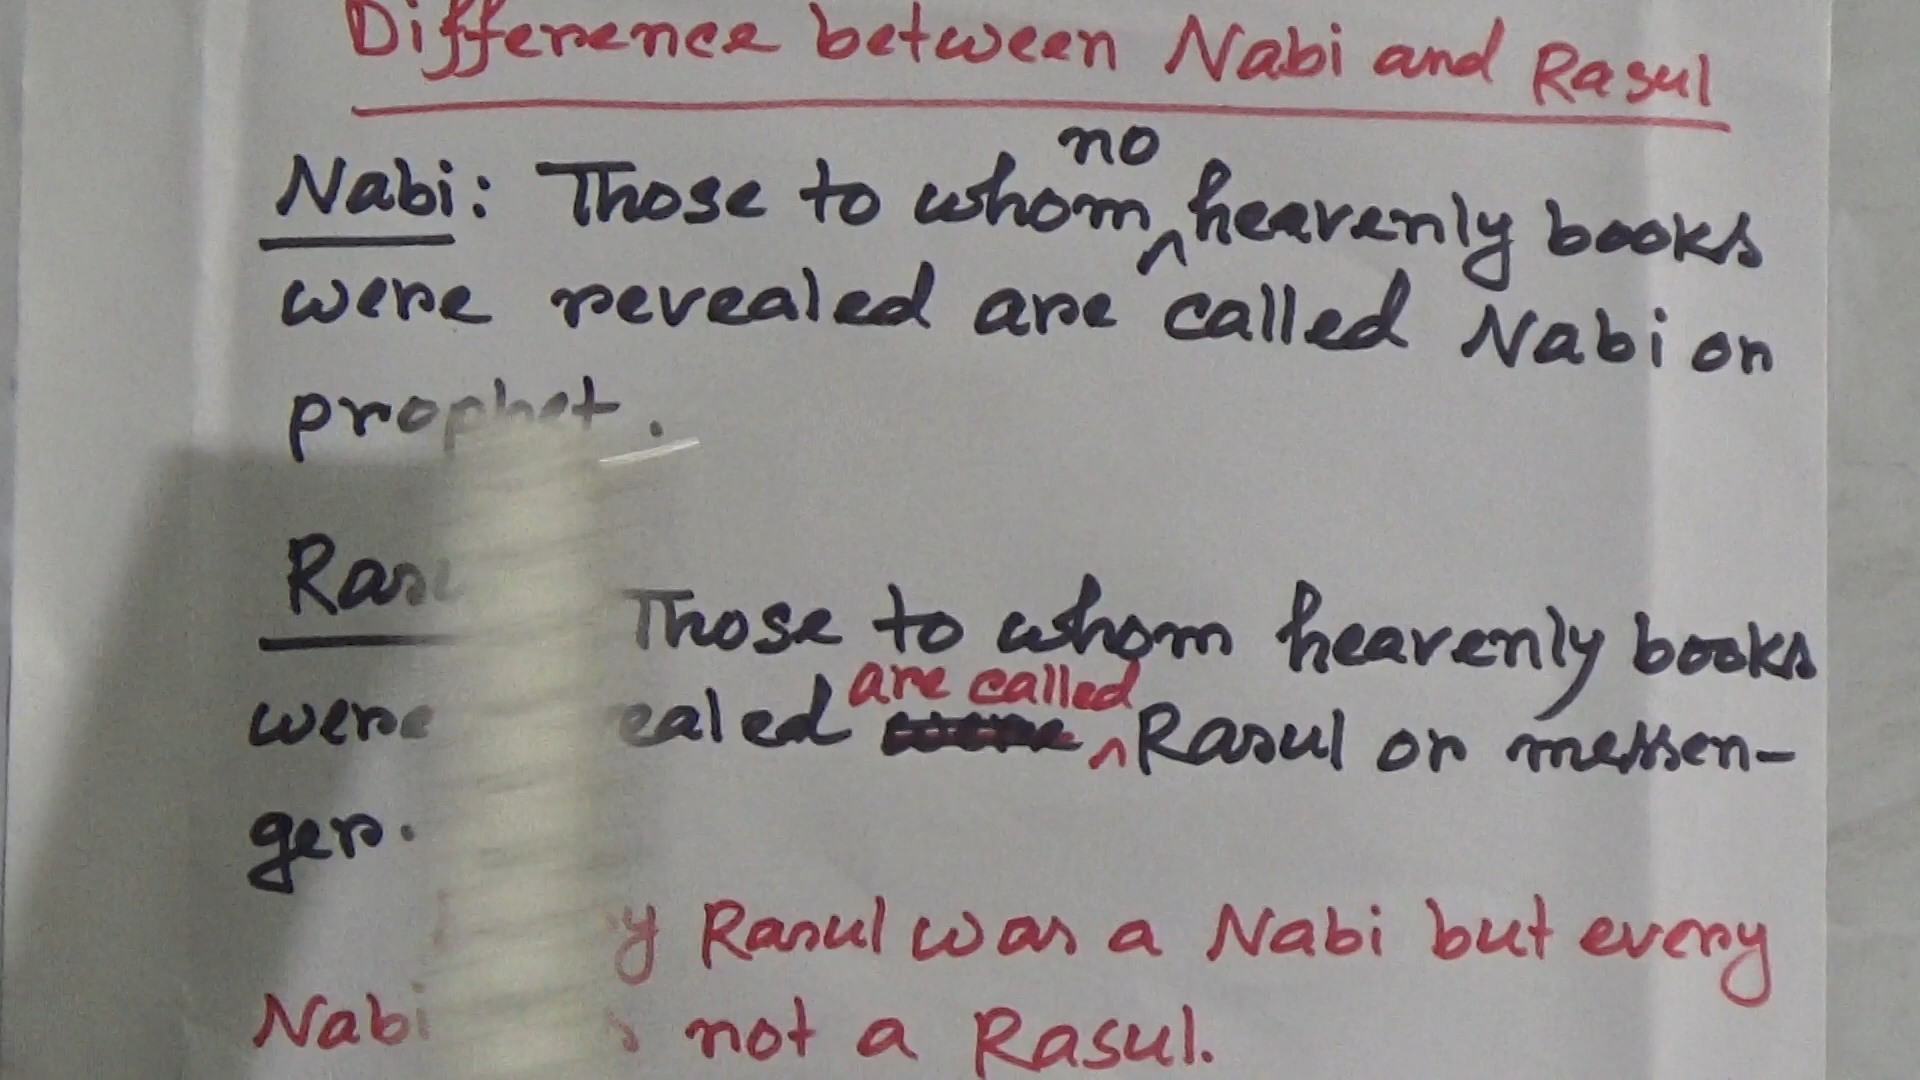 Difference between Nabi and Rasul
Nabi: Those to whom no heavenly books
were revealed are called Nabi or
prophet.
Those to whom heavenly books
were are called Rasul or messen-
ger.
Rasul was a Nabi but every
Nabi not a Rasul.